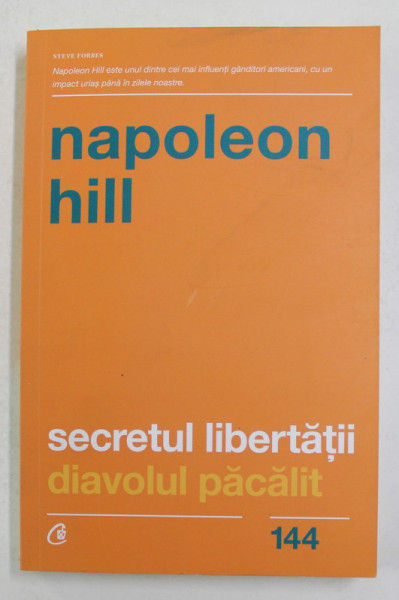 STEVE FORBES
Napoleon Hill este unul dintre cei mai influenți gânditori americani, cu un
impact uriaș până în zilele noastre.
napoleon
hill
secretul libertății
diavolul păcălit
144